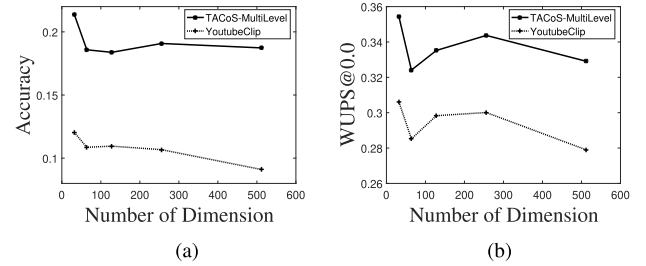 0.2
0.15
0.1
Accuracy
TACoS-MultiLevel
YoutubeClip
0 100 200 300 400 500 600
Number of Dimension
(a)
0.36
0.34
0.32
0.3
0.28
0.26
WUPS@0.0
TACoS-MultiLevel
YoutubeClip
0 100 200 300 400 500 600
Number of Dimension
(b)